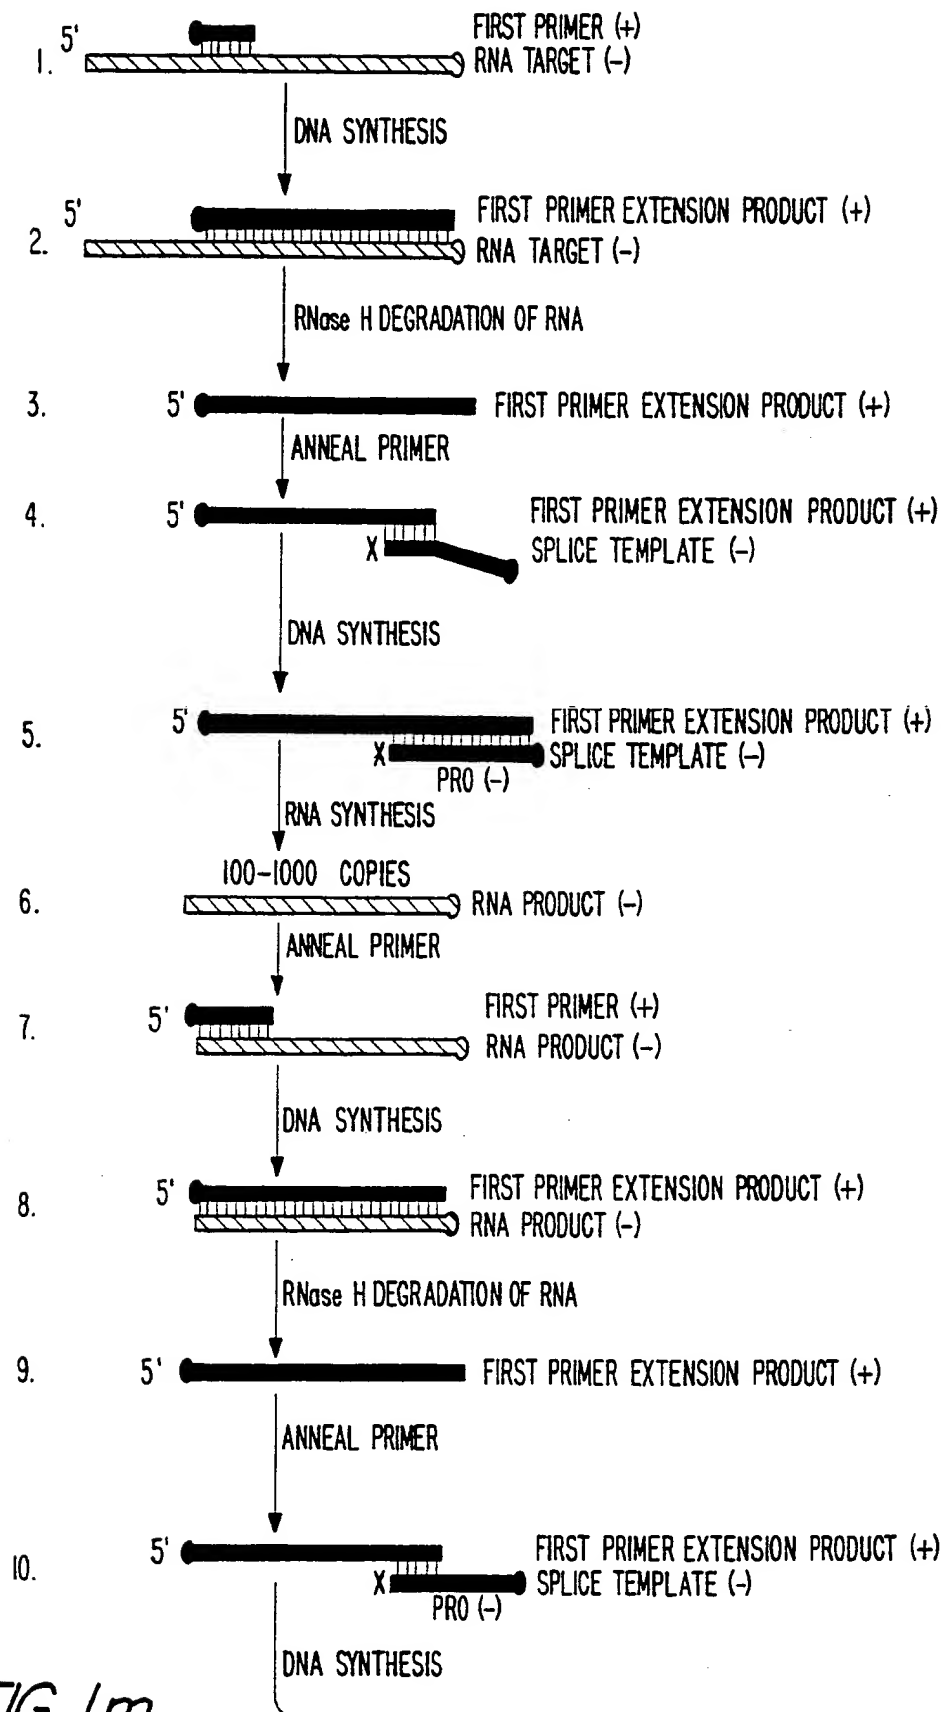 5' FIRST PRIMER (+)
1. RNA TARGET (-)
DNA SYNTHESIS
5' FIRST PRIMER EXTENSION PRODUCT (+)
2. RNA TARGET (-)
RNase H DEGRADATION OF RNA
3. 5' FIRST PRIMER EXTENSION PRODUCT (+)
ANNEAL PRIMER
4. 5' FIRST PRIMER EXTENSION PRODUCT (+)
X SPLICE TEMPLATE (-)
DNA SYNTHESIS
5. 5' FIRST PRIMER EXTENSION PRODUCT (+)
X SPLICE TEMPLATE (-)
PRO (-)
RNA SYNTHESIS
100-1000 COPIES
6. RNA PRODUCT (-)
ANNEAL PRIMER
7. 5' FIRST PRIMER (+)
RNA PRODUCT (-)
DNA SYNTHESIS
8. 5' FIRST PRIMER EXTENSION PRODUCT (+)
RNA PRODUCT (-)
RNase H DEGRADATION OF RNA
9. 5' FIRST PRIMER EXTENSION PRODUCT (+)
ANNEAL PRIMER
10. 5' FIRST PRIMER EXTENSION PRODUCT (+)
X SPLICE TEMPLATE (-)
PRO (-)
DNA SYNTHESIS
FIG. 1m